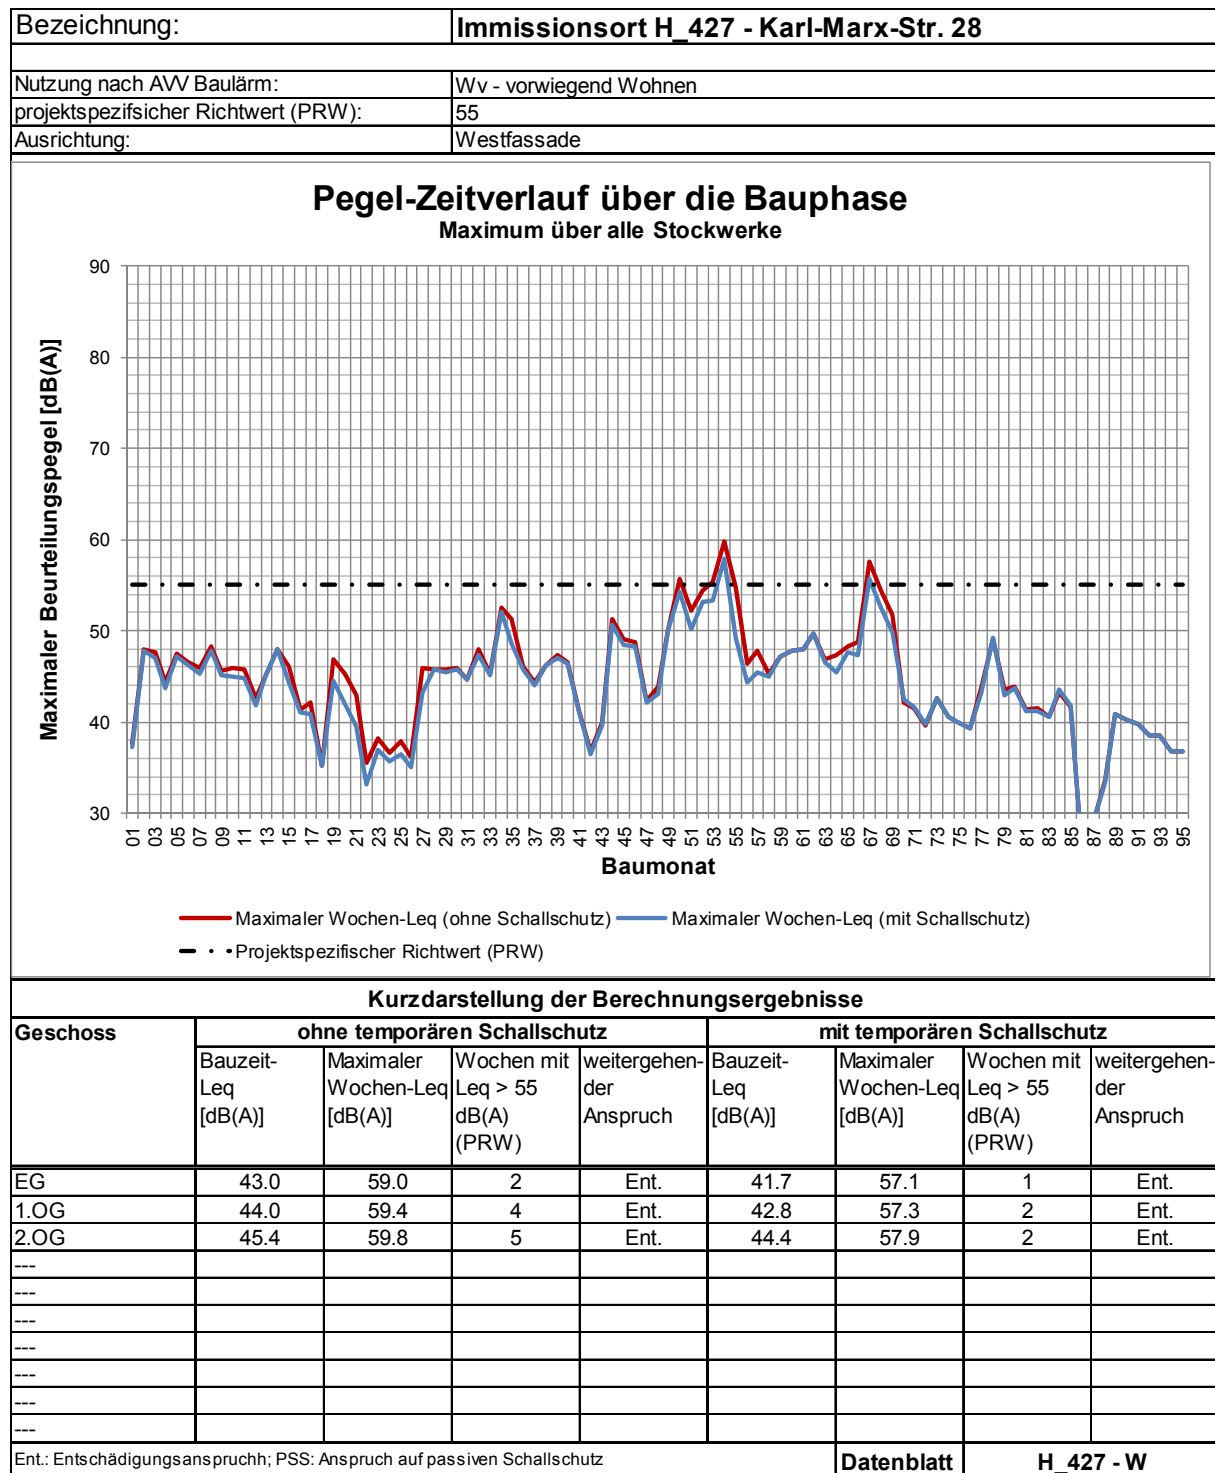 Bezeichnung: Immissionsort H_427 - Karl-Marx-Str. 28
Nutzung nach AVV Baulärm: Wv - vorwiegend Wohnen
projektspezifsicher Richtwert (PRW): 55
Ausrichtung: Westfassade
Pegel-Zeitverlauf über die Bauphase
Maximum über alle Stockwerke
Maximaler Beurteilungspegel [dB(A)]
90
80
70
60
50
40
30
01 03 05 07 09 11 13 15 17 19 21 23 25 27 29 31 33 35 37 39 41 43 45 47 49 51 53 55 57 59 61 63 65 67 69 71 73 75 77 79 81 83 85 87 89 91 93 95
Baumonat
Maximaler Wochen-Leq (ohne Schallschutz) Maximaler Wochen-Leq (mit Schallschutz)
Projektspezifischer Richtwert (PRW)
Kurzdarstellung der Berechnungsergebnisse
Geschoss ohne temporären Schallschutz mit temporären Schallschutz
Bauzeit- Maximaler Wochen mit weitergehen- Bauzeit- Maximaler Wochen mit weitergehen-
Leq Wochen-Leq Leq > 55 der Leq Wochen-Leq Leq > 55 der
[dB(A)] [dB(A)] dB(A) Anspruch [dB(A)] [dB(A)] dB(A) Anspruch
(PRW) (PRW)
EG 43.0 59.0 2 Ent. 41.7 57.1 1 Ent.
1.OG 44.0 59.4 4 Ent. 42.8 57.3 2 Ent.
2.OG 45.4 59.8 5 Ent. 44.4 57.9 2 Ent.
---
---
---
---
---
---
---
Ent.: Entschädigungsanspruchh; PSS: Anspruch auf passiven Schallschutz Datenblatt H_427 - W